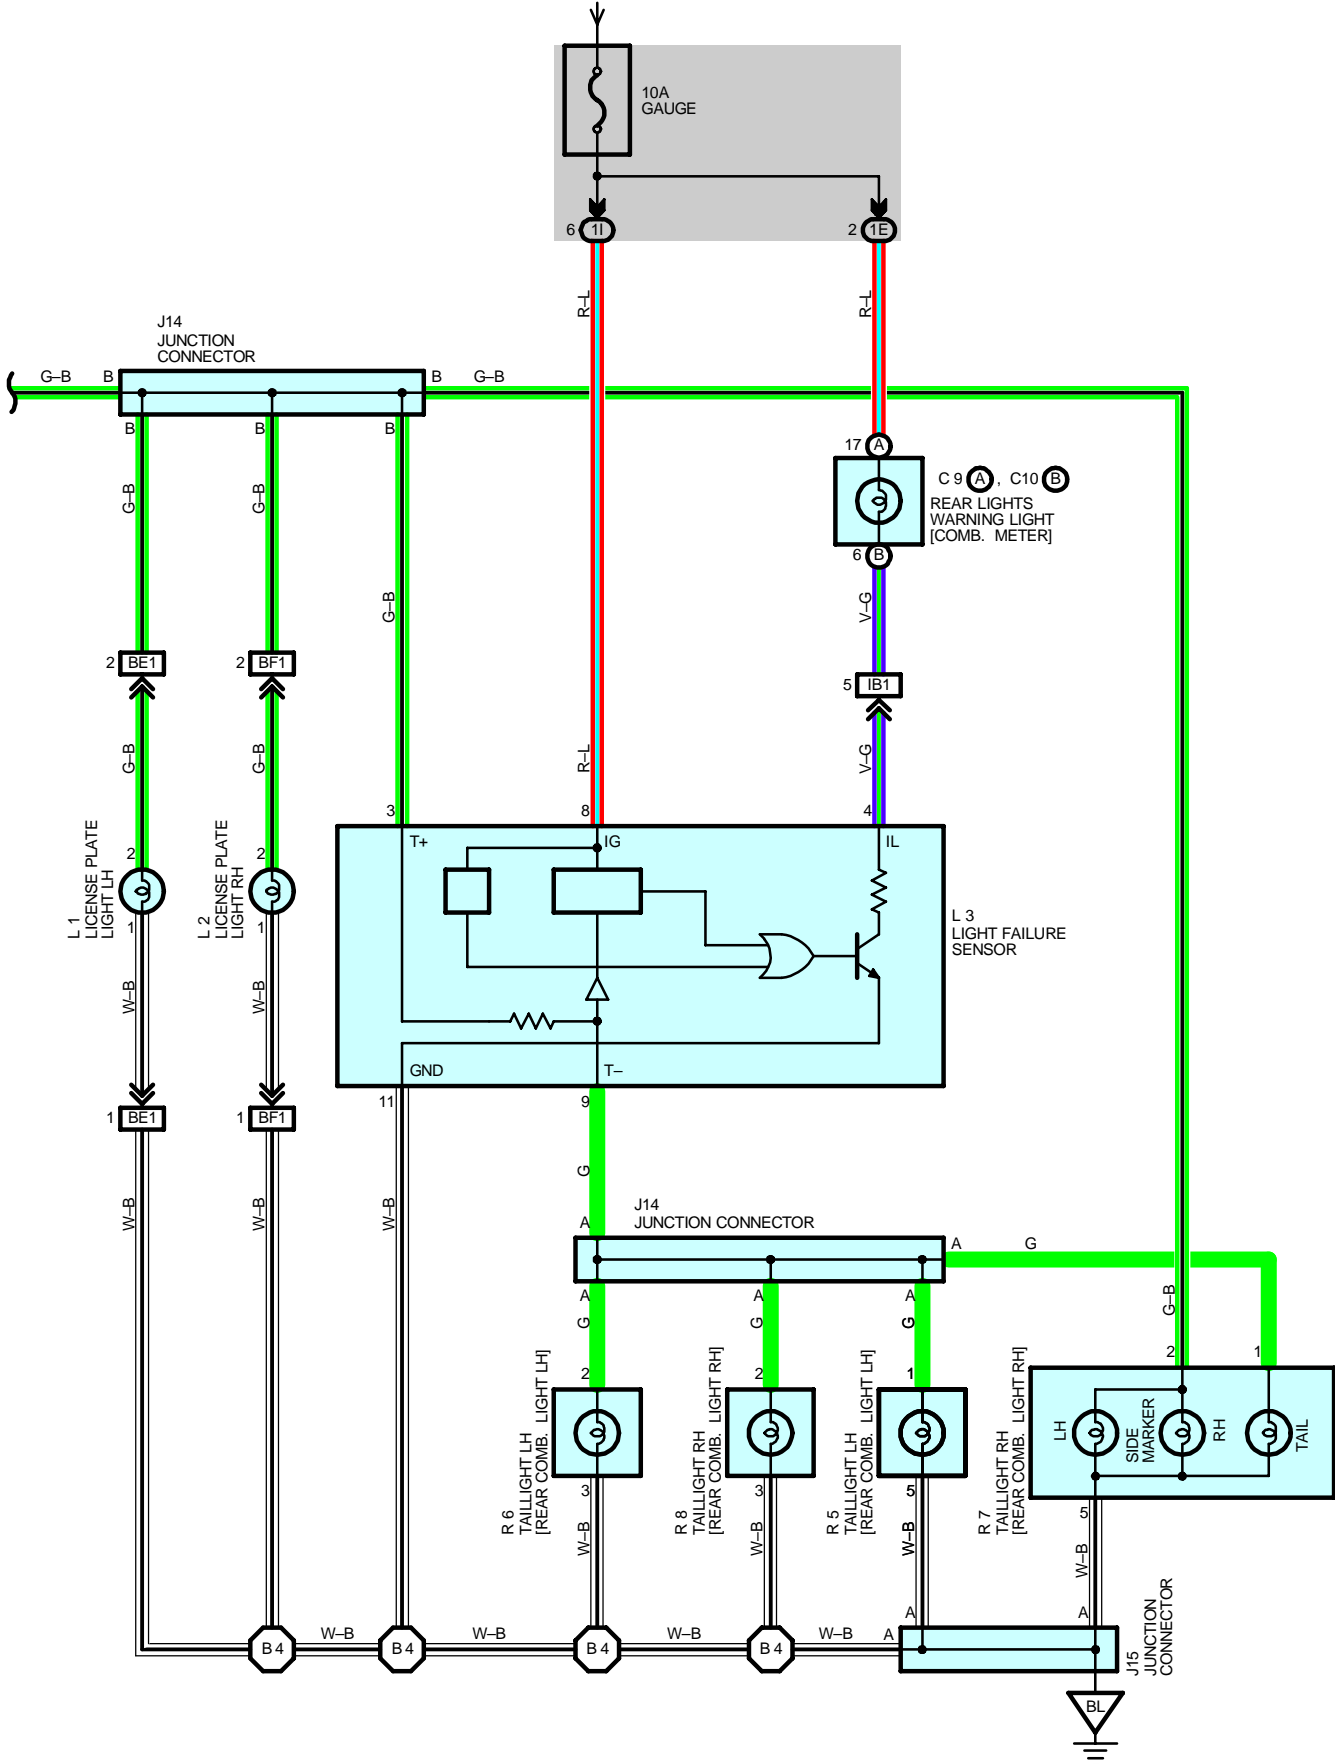 10A
GAUGE
6 1I
2 1E
R–L
R–L
J14
JUNCTION
CONNECTOR
G–B B
B G–B
B
B
B
G–B
G–B
G–B
17 A
C 9 A , C10 B
REAR LIGHTS
WARNING LIGHT
[COMB. METER]
6 B
V–G
2 BE1
2 BF1
5 IB1
G–B
G–B
R–L
V–G
3
8
4
T+
IG
IL
2
2
L 1
LICENSE PLATE
LIGHT LH
L 2
LICENSE PLATE
LIGHT RH
1
1
L 3
LIGHT FAILURE
SENSOR
W–B
W–B
GND
T–
11
9
1 BE1
1 BF1
W–B
W–B
W–B
G
A
J14
JUNCTION CONNECTOR
A G
A
A
A
G
G
G
G–B
2
2
1
2
1
R 6
TAILLIGHT LH
[REAR COMB. LIGHT LH]
R 8
TAILLIGHT RH
[REAR COMB. LIGHT RH]
R 5
TAILLIGHT LH
[REAR COMB. LIGHT LH]
R 7
TAILLIGHT RH
[REAR COMB. LIGHT RH]
LH
SIDE
MARKER
RH
TAIL
3
3
5
5
W–B
W–B
W–B
W–B
A
A
B 4
W–B
B 4
W–B
B 4
W–B
B 4
W–B
A
J15
JUNCTION
CONNECTOR
BL